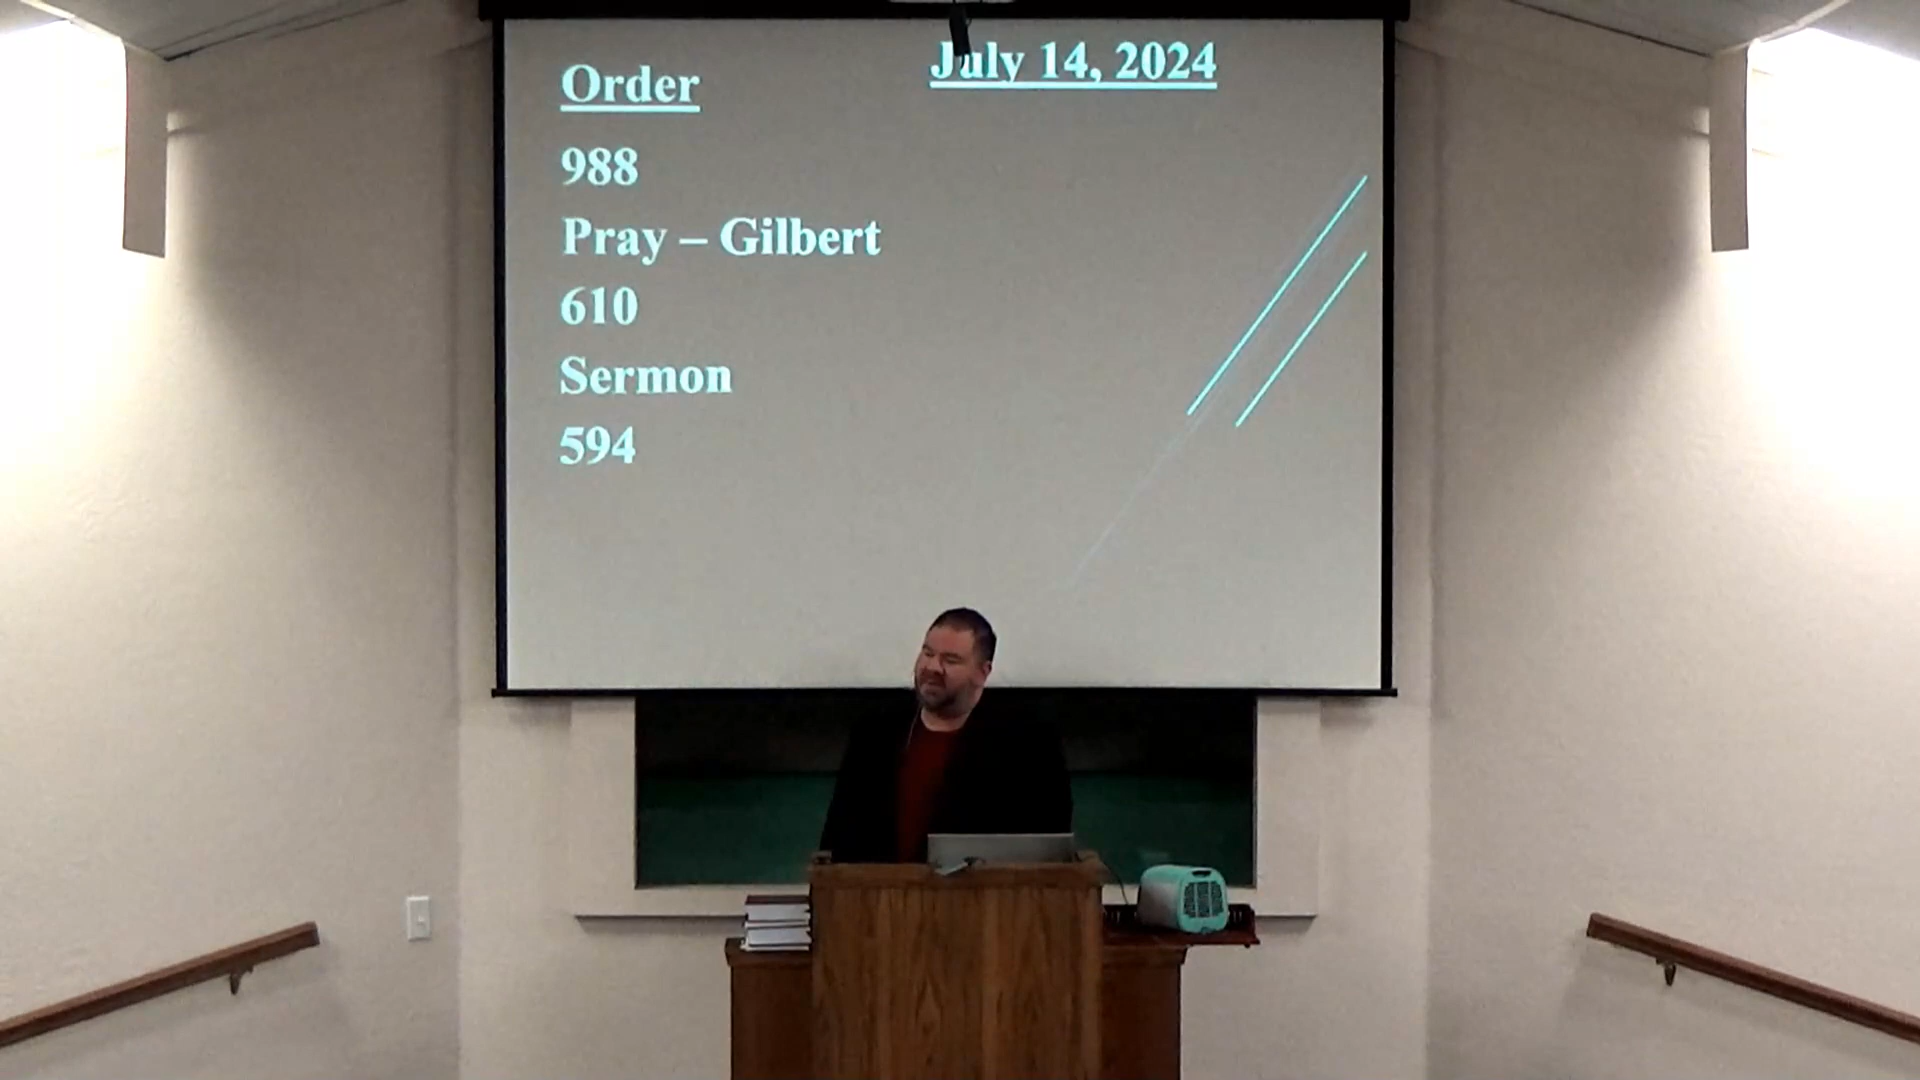 Order
July 14, 2024
988
Pray – Gilbert
610
Sermon
594